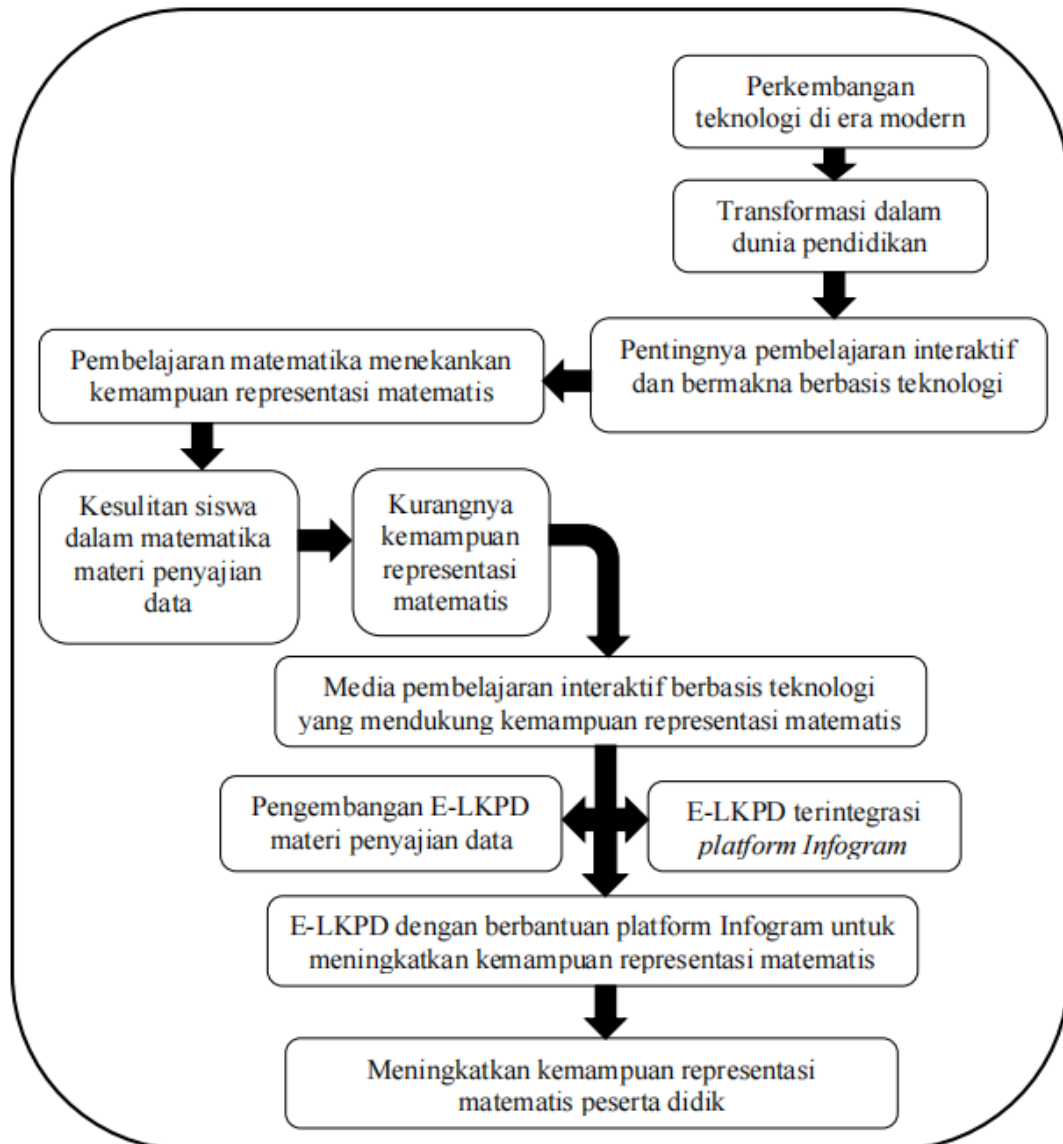 Perkembangan
teknologi di era modern
Transformasi dalam
dunia pendidikan
Pentingnya pembelajaran interaktif
dan bermakna berbasis teknologi
Pembelajaran matematika menekankan
kemampuan representasi matematis
Kesulitan siswa
dalam matematika
materi penyajian
data
Kurangnya
kemampuan
representasi
matematis
Media pembelajaran interaktif berbasis teknologi
yang mendukung kemampuan representasi matematis
Pengembangan E-LKPD
materi penyajian data
E-LKPD terintegrasi
platform Infogram
E-LKPD dengan berbantuan platform Infogram untuk
meningkatkan kemampuan representasi matematis
Meningkatkan kemampuan representasi
matematis peserta didik